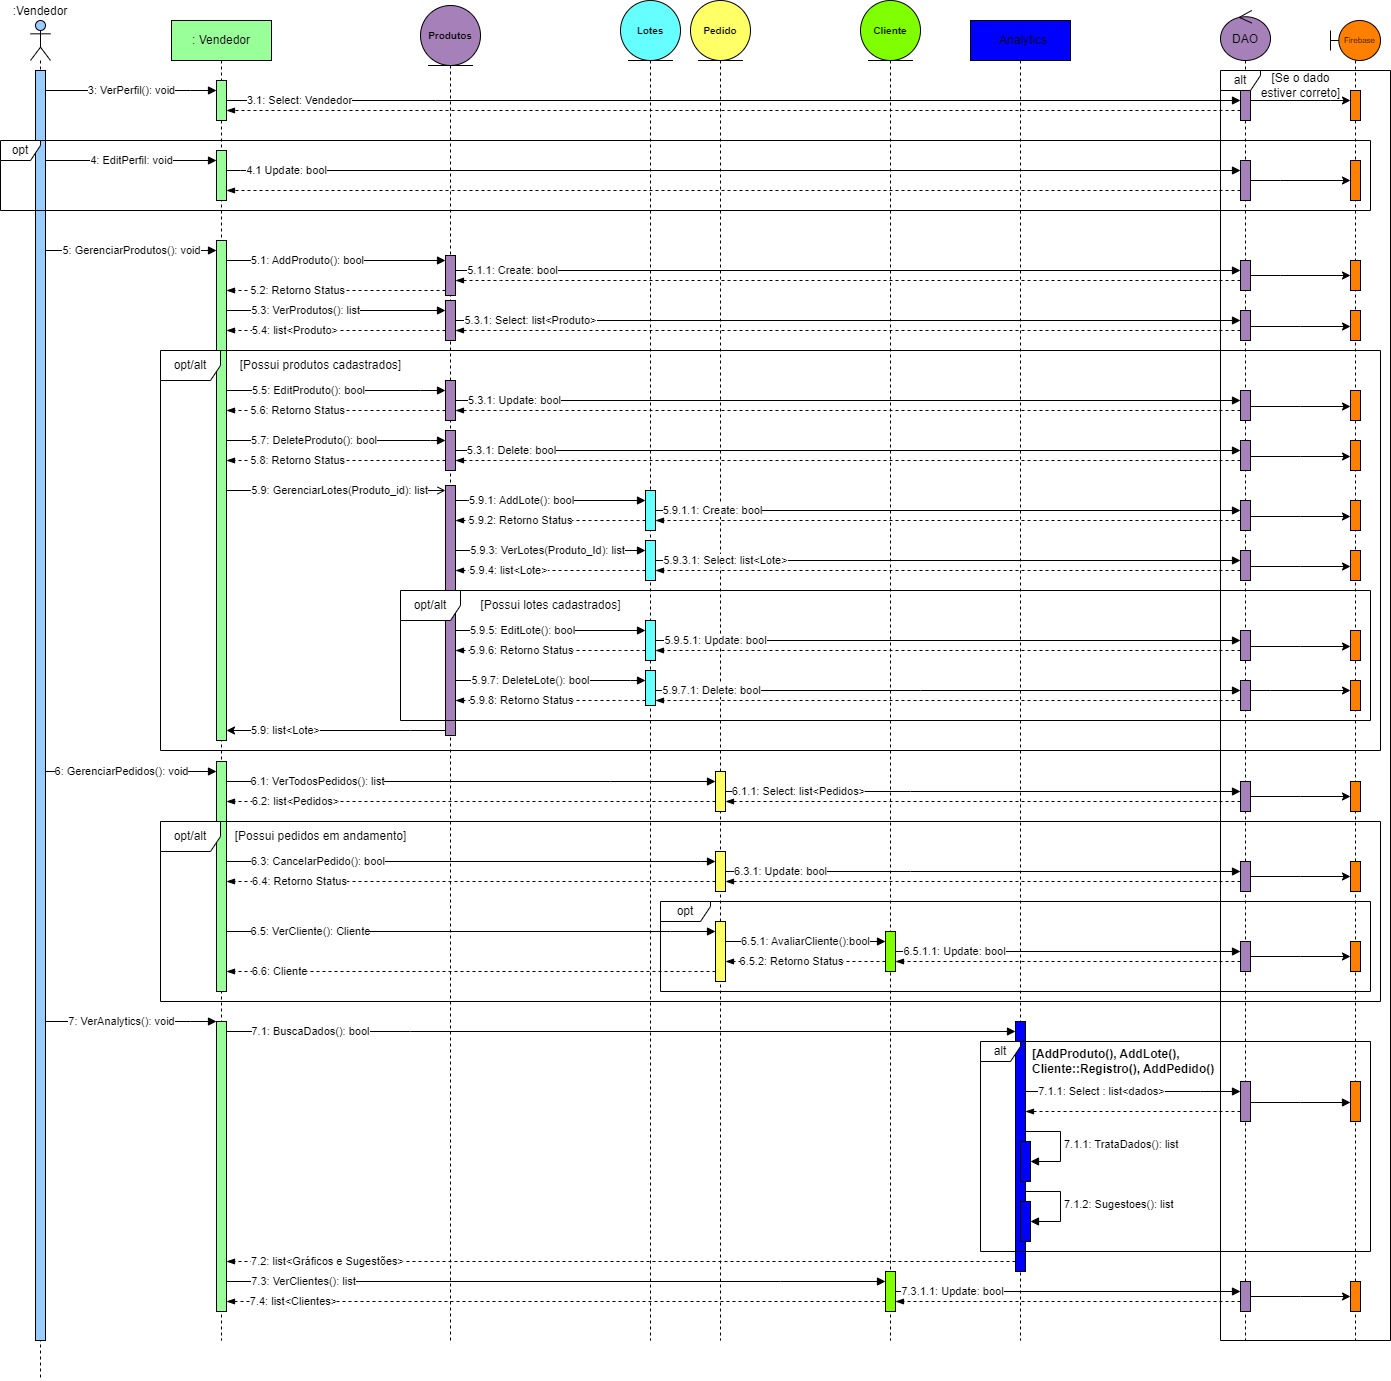 :Vendedor
: Vendedor
Produtos
Lotes
Pedido
Cliente
Analytics
DAO
Firebase
alt
[Se o dado
estiver correto]
3: VerPerfil(): void
3.1: Select: Vendedor
opt
4: EditPerfil: void
4.1 Update: bool
5: GerenciarProdutos(): void
5.1: AddProduto(): bool
5.1.1: Create: bool
5.2: Retorno Status
5.3: VerProdutos(): list
5.3.1: Select: list<Produto>
5.4: list<Produto>
opt/alt
[Possui produtos cadastrados]
5.5: EditProduto(): bool
5.3.1: Update: bool
5.6: Retorno Status
5.7: DeleteProduto(): bool
5.3.1: Delete: bool
5.8: Retorno Status
5.9: GerenciarLotes(Produto_id): list
5.9.1: AddLote(): bool
5.9.1.1: Create: bool
5.9.2: Retorno Status
5.9.3: VerLotes(Produto_Id): list
5.9.3.1: Select: list<Lote>
5.9.4: list<Lote>
opt/alt
[Possui lotes cadastrados]
5.9.5: EditLote(): bool
5.9.5.1: Update: bool
5.9.6: Retorno Status
5.9.7: DeleteLote(): bool
5.9.7.1: Delete: bool
5.9.8: Retorno Status
5.9: list<Lote>
6: GerenciarPedidos(): void
6.1: VerTodosPedidos(): list
6.1.1: Select: list<Pedidos>
6.2: list<Pedidos>
opt/alt
[Possui pedidos em andamento]
6.3: CancelarPedido(): bool
6.3.1: Update: bool
6.4: Retorno Status
opt
6.5: VerCliente(): Cliente
6.5.1: AvaliarCliente():bool
6.5.1.1: Update: bool
6.5.2: Retorno Status
6.6: Cliente
7: VerAnalytics(): void
7.1: BuscaDados(): bool
alt
[AddProduto(), AddLote(),
Cliente::Registro(), AddPedido()
7.1.1: Select : list<dados>
7.1.1: TrataDados(): list
7.1.2: Sugestoes(): list
7.2: list<Gráficos e Sugestões>
7.3: VerClientes(): list
7.3.1.1: Update: bool
7.4: list<Clientes>